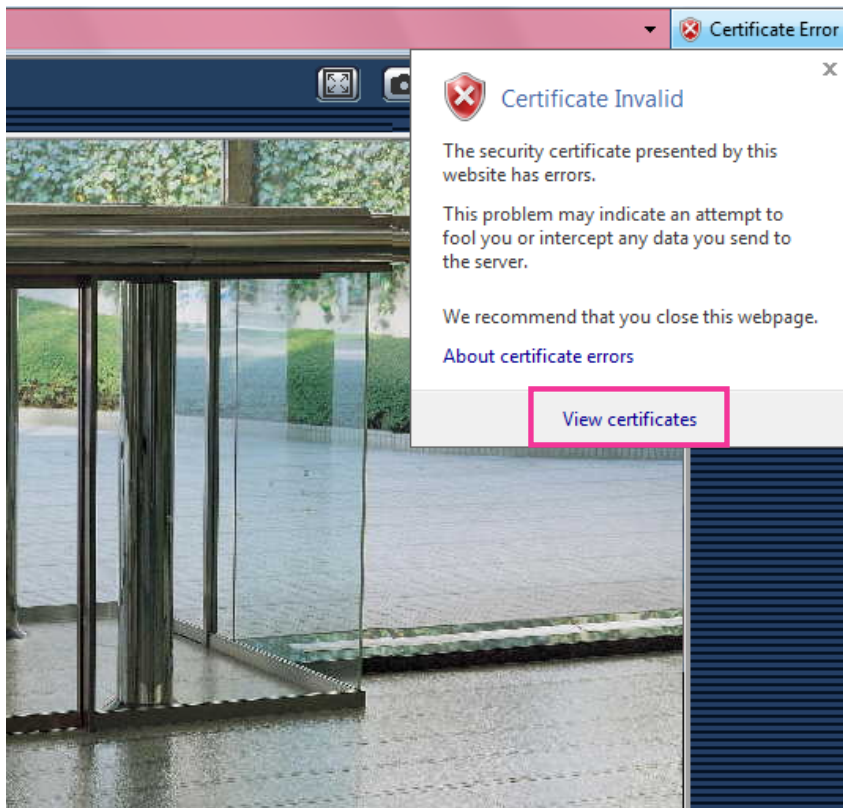 Certificate Error
Certificate Invalid
The security certificate presented by this
website has errors.
This problem may indicate an attempt to
fool you or intercept any data you send to
the server.
We recommend that you close this webpage.
About certificate errors
View certificates